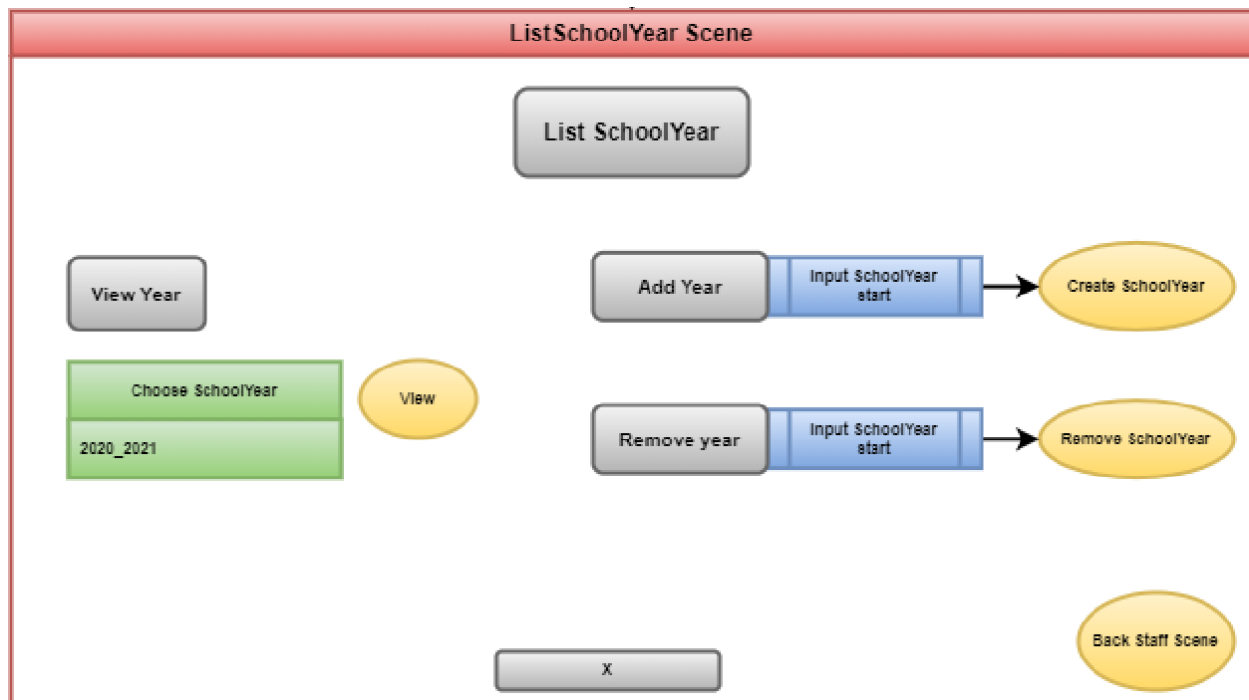 ListSchoolYear Scene
List SchoolYear
View Year
Choose SchoolYear
2020_2021
View
Add Year
Input SchoolYear
start
Create SchoolYear
Remove year
Input SchoolYear
start
Remove SchoolYear
Back Staff Scene
X